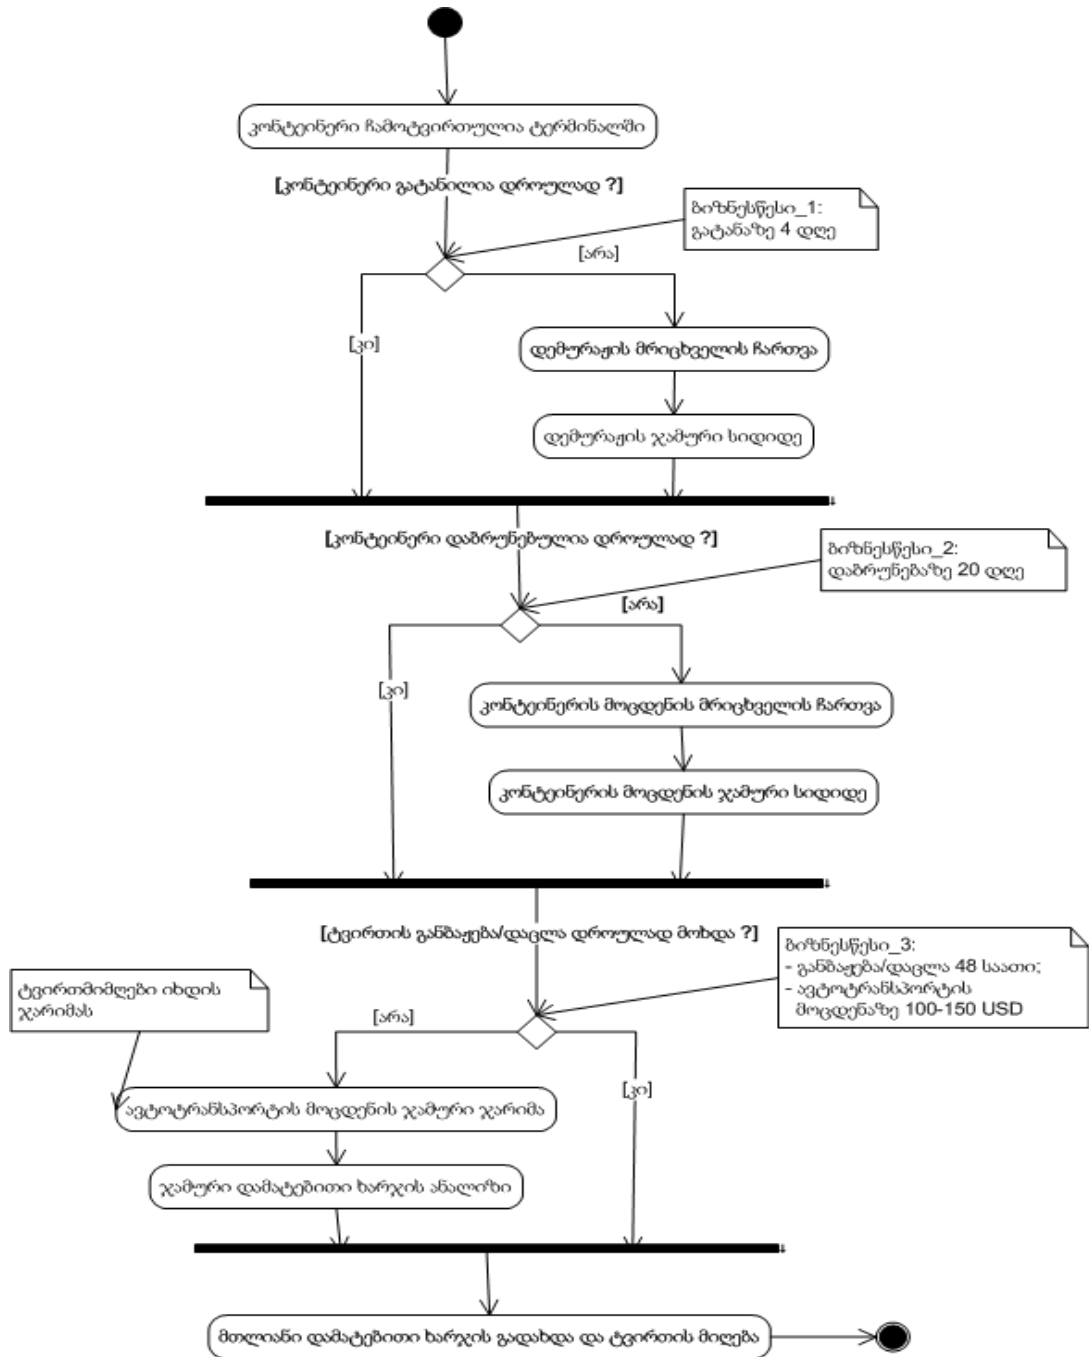 კონტეინერი ჩამოტვირთულია ტერმინალში
[კონტეინერი გატანილია დროულად ?]
ბიზნესწესი_1:
გატანაზე 4 დღე
[არა]
[კი]
დემურაჟის მრიცხველის ჩართვა
დემურაჟის ჯამური სიდიდე
[კონტეინერი დაბრუნებულია დროულად ?]
ბიზნესწესი_2:
დაბრუნებაზე 20 დღე
[არა]
[კი]
კონტეინერის მოცდენის მრიცხველის ჩართვა
კონტეინერის მოცდენის ჯამური სიდიდე
[ტვირთის განბაჟება/დაცლა დროულად მოხდა ?]
ბიზნესწესი_3:
- განბაჟება/დაცლა 48 საათი;
- ავტოტრანსპორტის
მოცდენაზე 100-150 USD
ტვირთმიმღები იხდის
ჯარიმას
[არა]
[კი]
ავტოტრანსპორტის მოცდენის ჯამური ჯარიმა
ჯამური დამატებითი ხარჯის ანალიზი
მთლიანი დამატებითი ხარჯის გადახდა და ტვირთის მიღება